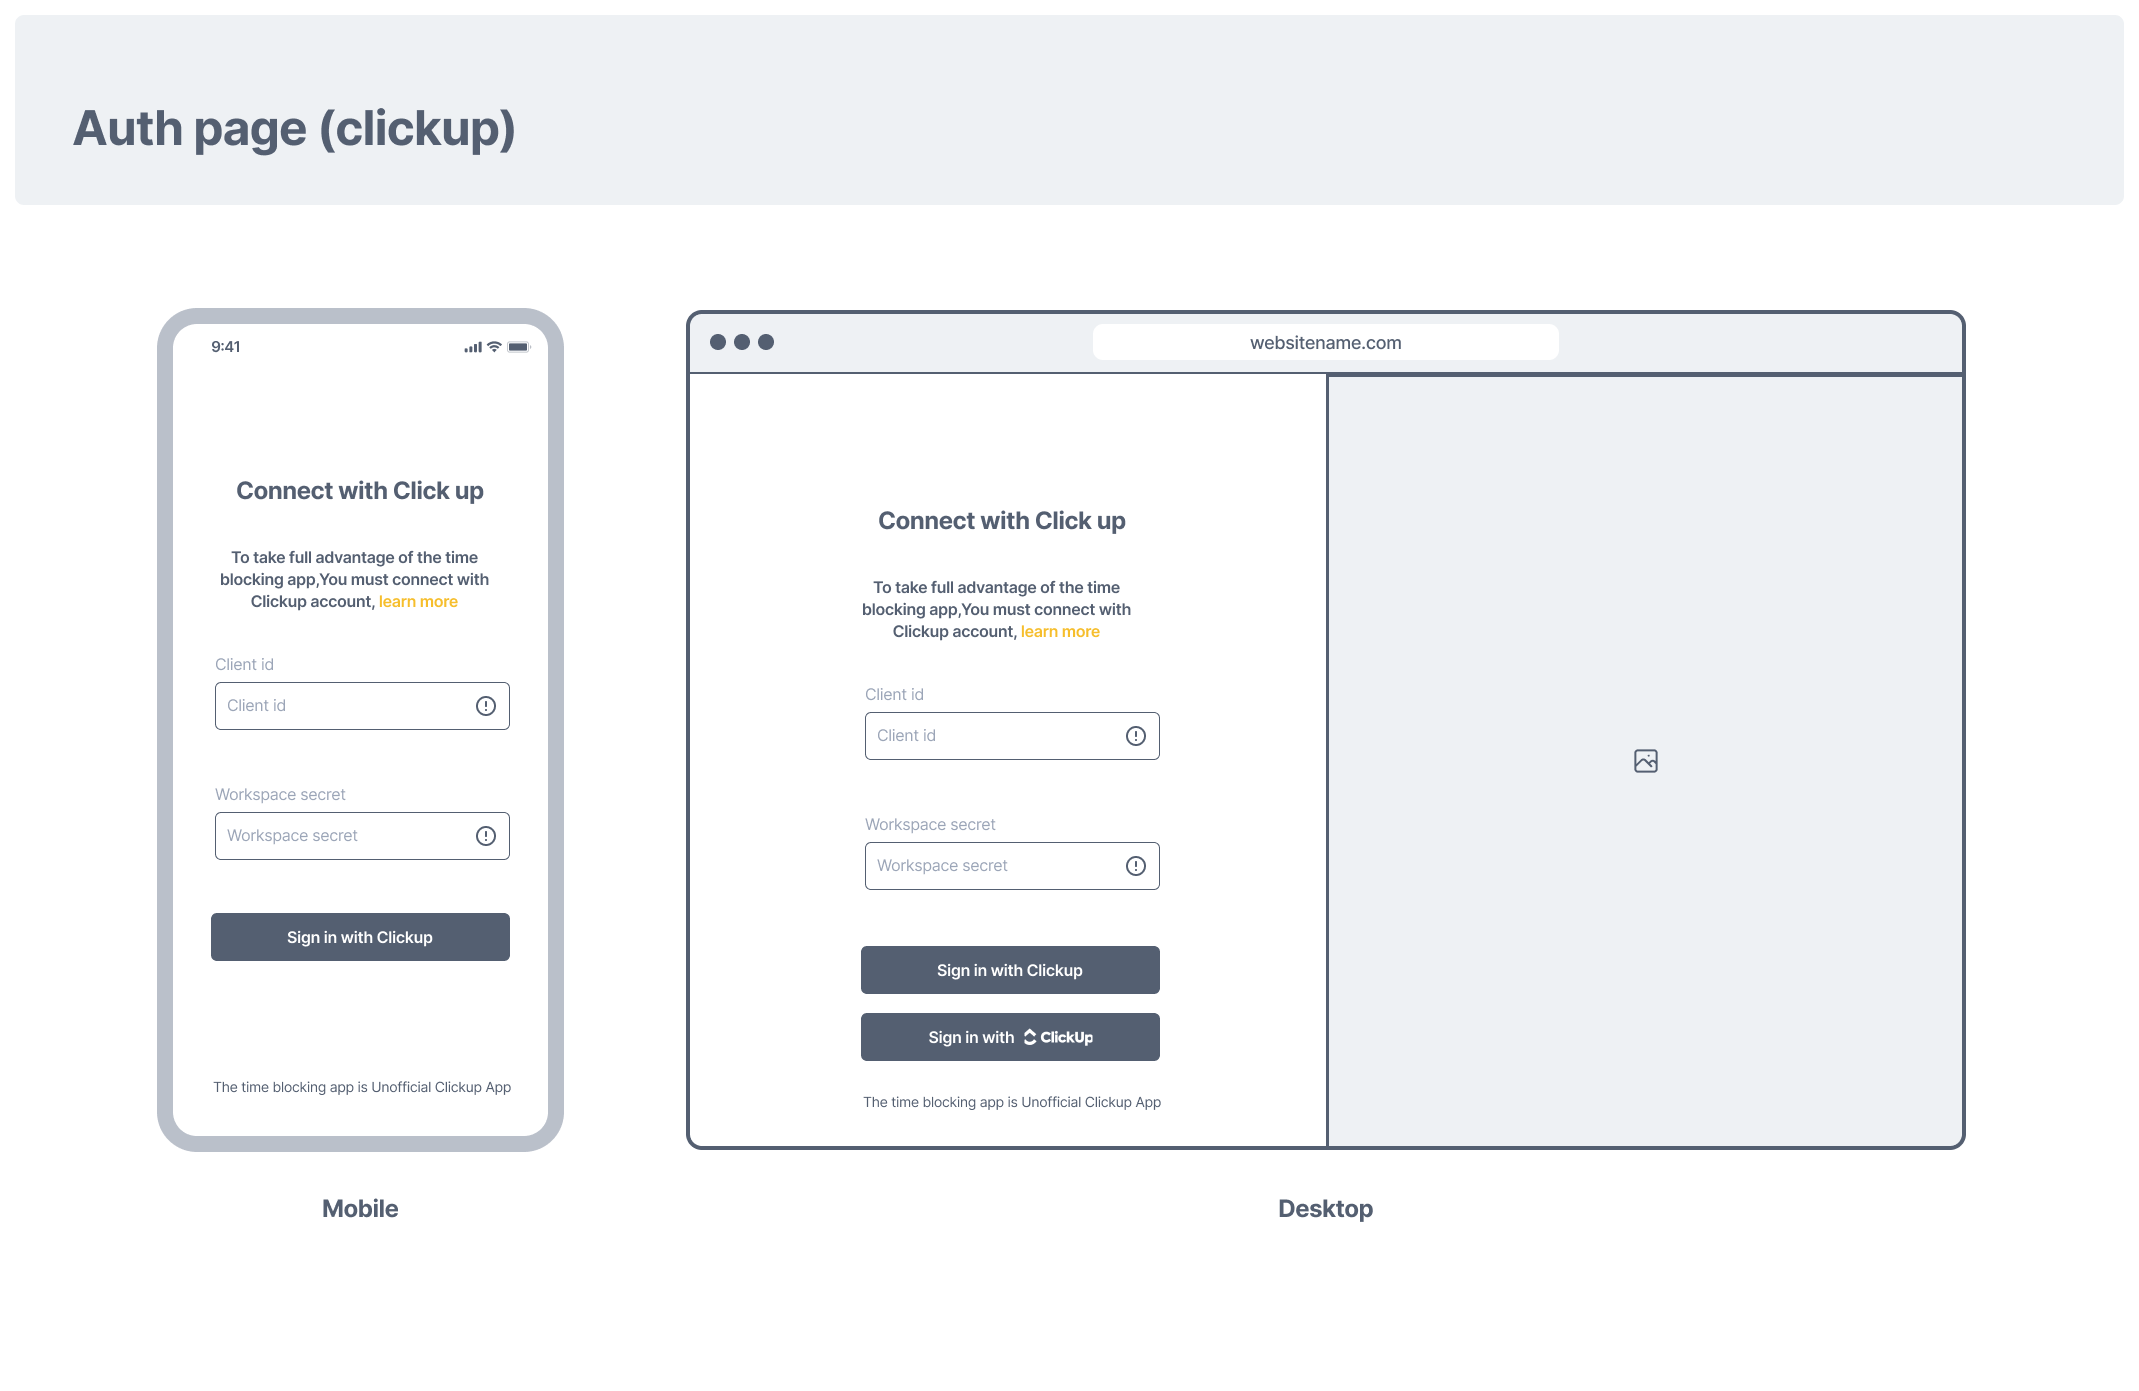 Auth page (clickup)
9:41
Connect with Click up
To take full advantage of the time
blocking app,You must connect with
Clickup account, learn more
Client id
Client id
Workspace secret
Workspace secret
Sign in with Clickup
The time blocking app is Unofficial Clickup App
Mobile
websitename.com
Connect with Click up
To take full advantage of the time
blocking app,You must connect with
Clickup account, learn more
Client id
Client id
Workspace secret
Workspace secret
Sign in with Clickup
Sign in with ClickUp
The time blocking app is Unofficial Clickup App
Desktop